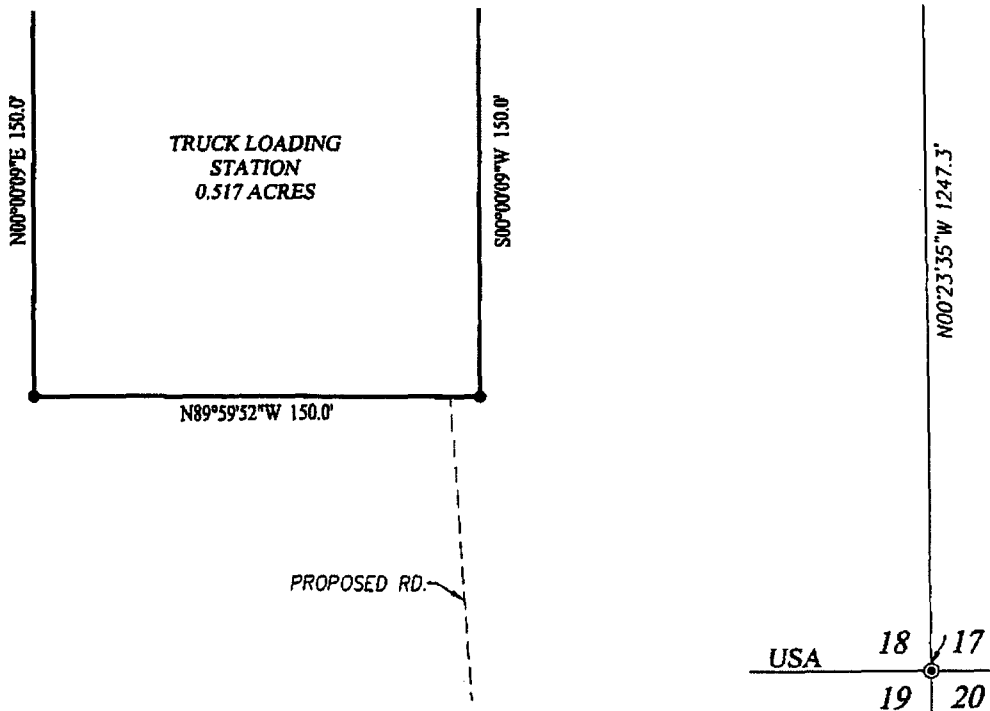 N00°00'09"E 150.0'
TRUCK LOADING
STATION
0.517 ACRES
S00°00'09"W 150.0'
N00°23'35"W 1247.3'
N89°59'52"W 150.0'
PROPOSED RD.
USA
18 17
19 20